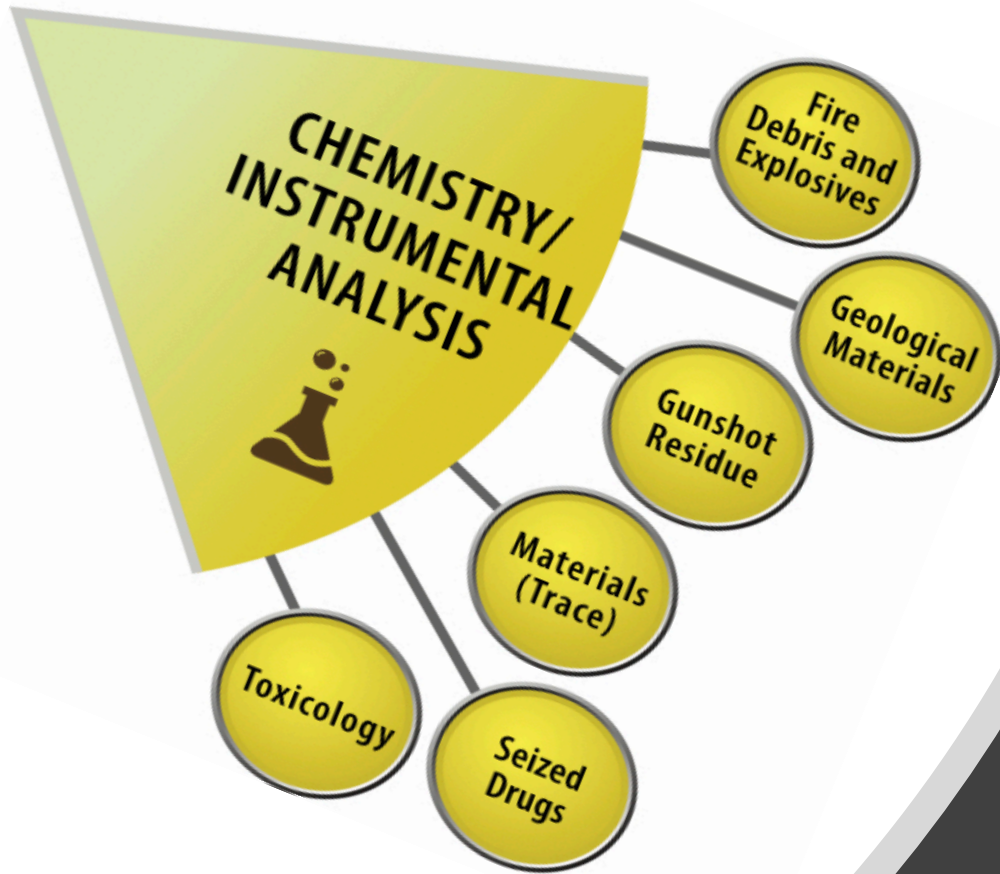 CHEMISTRY/
INSTRUMENTAL
ANALYSIS
Fire
Debris and
Explosives
Geological
Materials
Gunshot
Residue
Materials
(Trace)
Seized
Drugs
Toxicology